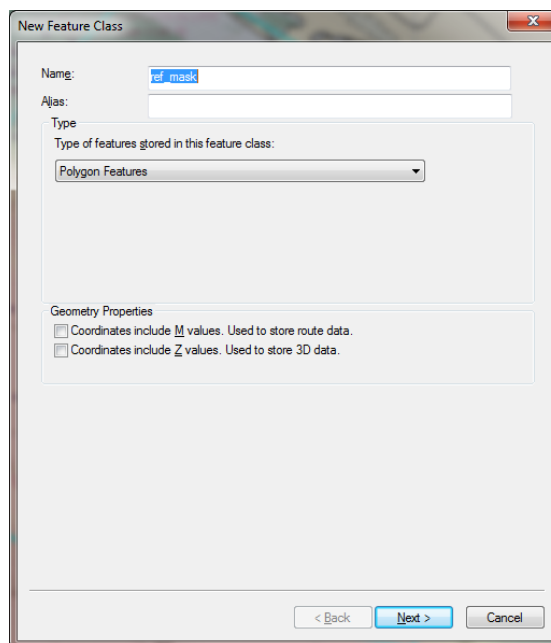 New Feature Class
Name:
ref_mask
Alias:
Type
Type of features stored in this feature class:
Polygon Features
Geometry Properties
Coordinates include M values. Used to store route data.
Coordinates include Z values. Used to store 3D data.
< Back
Next >
Cancel